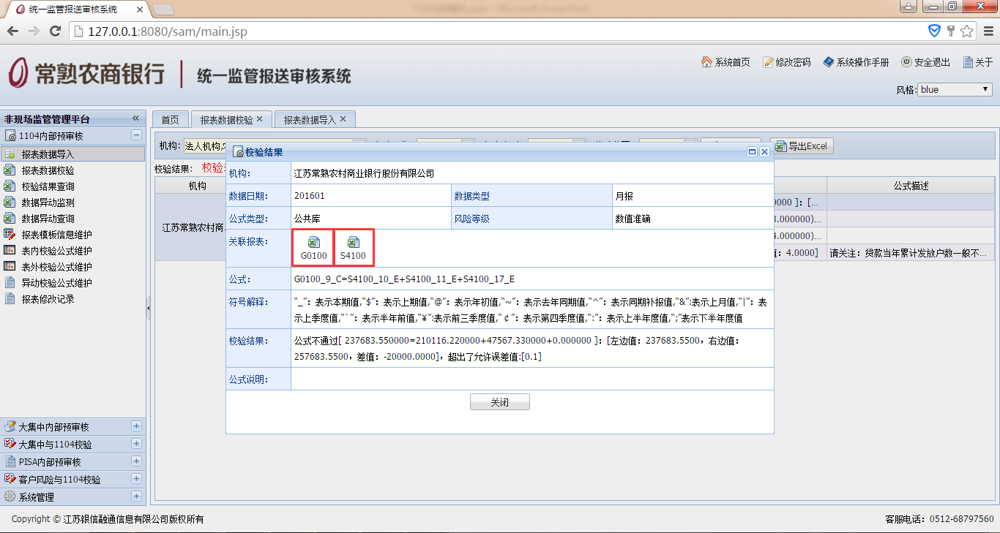 统一监管报送审核系统
127.0.0.1:8080/sam/main.jsp
常熟农商银行 统一监管报送审核系统
系统首页 修改密码 系统操作手册 安全退出 关于
风格: blue
非现场监管管理平台
1104内部预审核
报表数据导入
报表数据校验
校验结果查询
数据异动监测
数据异动查询
报表模板信息维护
表内校验公式维护
表外校验公式维护
异动校验公式维护
报表修改记录
大集中内部预审核
大集中与1104校验
PISA内部预审核
客户风险与1104校验
系统管理
首页 报表数据校验 报表数据导入
机构: 法人机构, 导出Excel
校验结果: 校验
机构 公式描述
江苏常熟农村商
0000 ]: [...
.000000)...
4.000000)...
值: 4.0000] 请关注: 贷款当年累计发放户数一般不...
校验结果
机构: 江苏常熟农村商业银行股份有限公司
数据日期: 201601 数据类型 月报
公式类型: 公共库 风险等级 数值准确
关联报表: G0100 S4100
公式: G0100_9_C=S4100_10_E+S4100_11_E+S4100_17_E
符号解释: “_”: 表示本期值,“$”: 表示上期值,“@”: 表示年初值,“~”: 表示去年同期值,“^”: 表示同期补报值,“&”:表示上月值,“|”: 表
示上季度值,“`”: 表示半年前值,“¥”:表示前三季度值,“¢”: 表示第四季度值,“:”: 表示上半年度值,“;”表示下半年度值
校验结果: 公式不通过[ 237683.550000=210116.220000+47567.330000+0.000000 ]: [左边值: 237683.5500, 右边值:
257683.5500, 差值: -20000.0000], 超出了允许误差值:[0.1]
公式说明:
关闭
Copyright © 江苏银信融通信息有限公司版权所有
客服电话: 0512-68797560